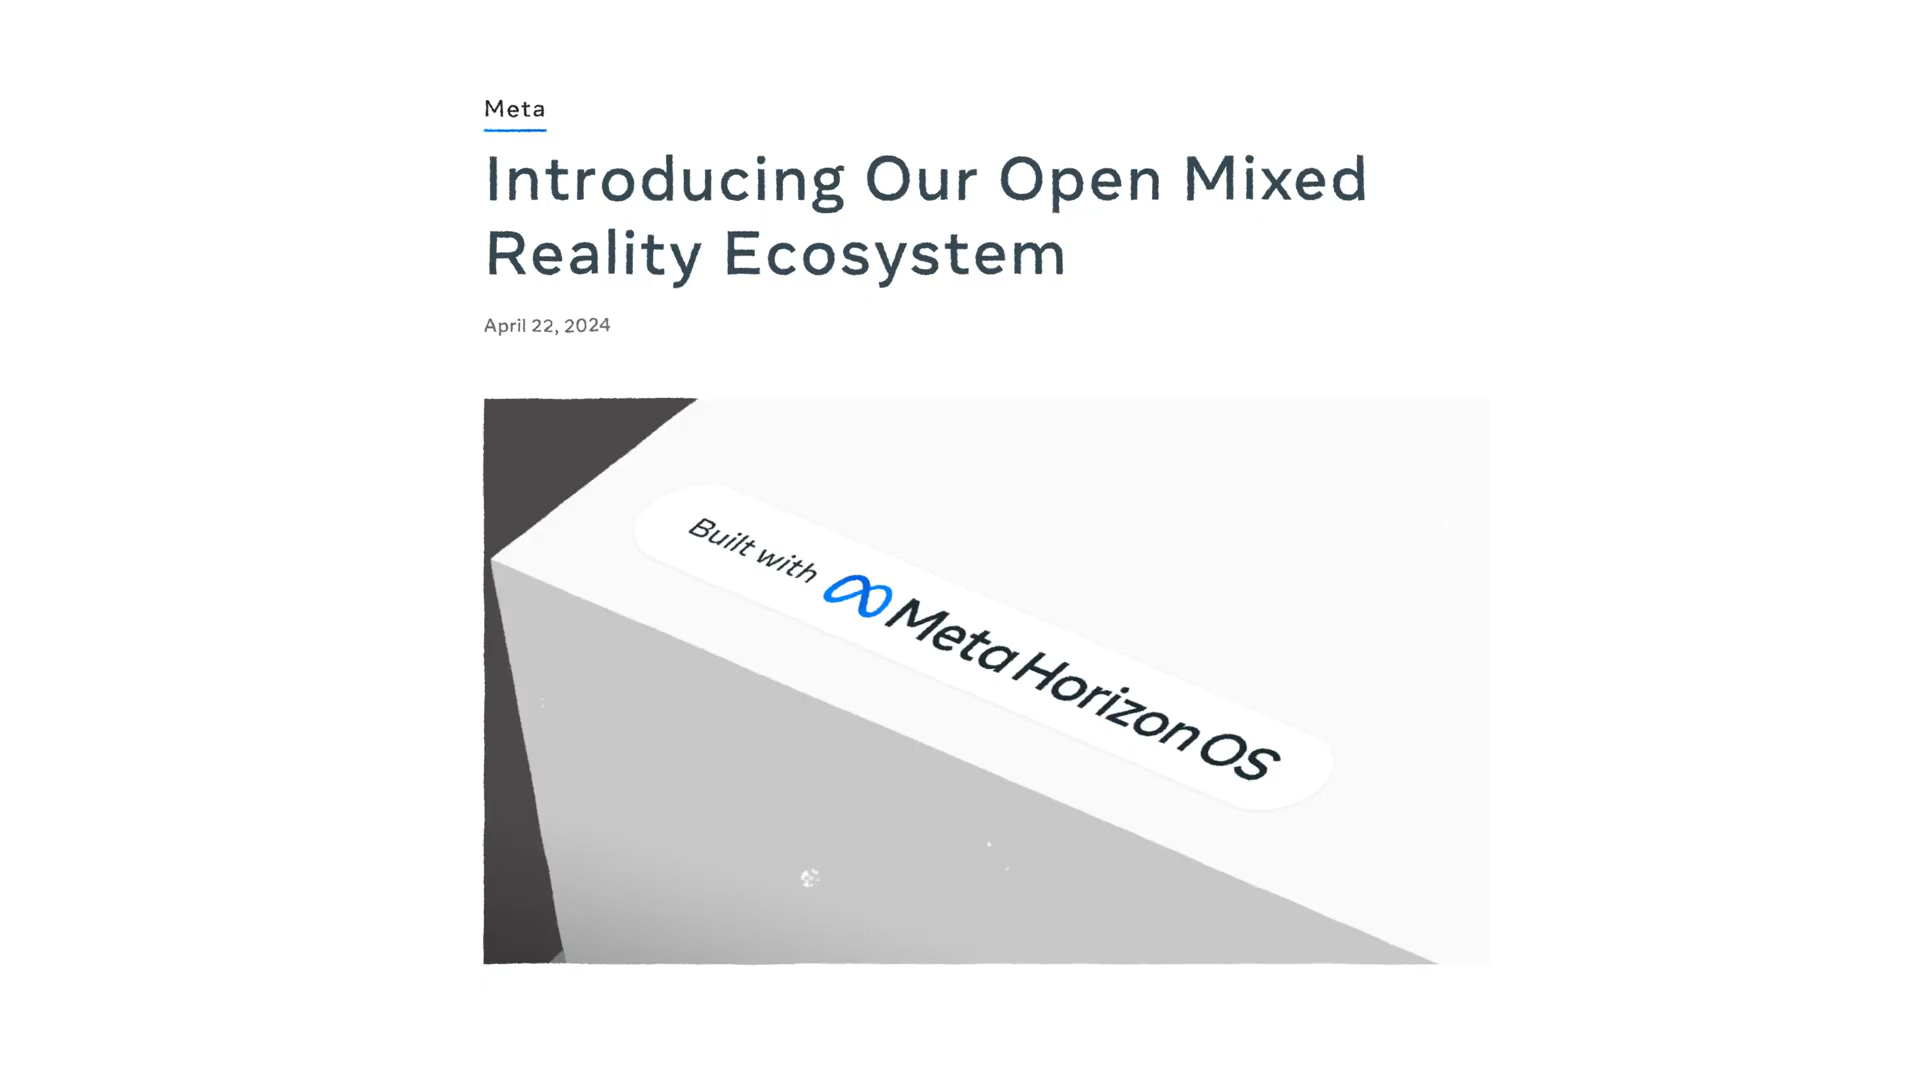 Meta
Introducing Our Open Mixed
Reality Ecosystem
April 22, 2024
Built with Meta Horizon OS